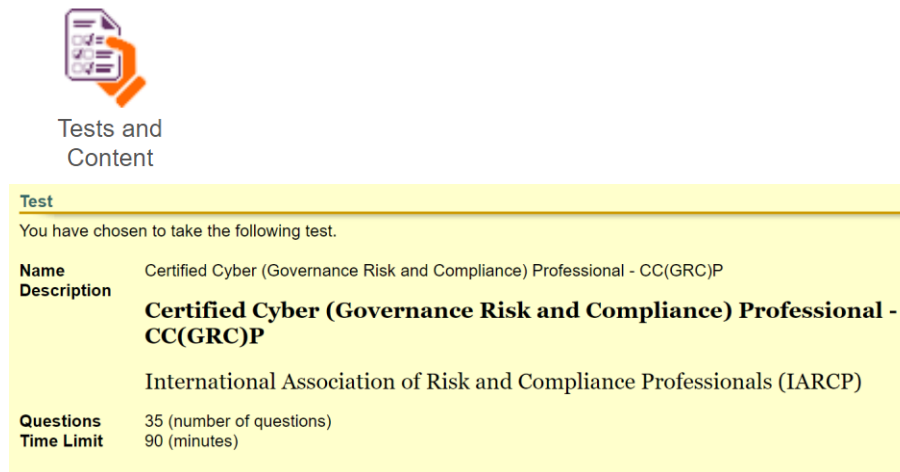 Tests and
Content
Test
You have chosen to take the following test.
Name Certified Cyber (Governance Risk and Compliance) Professional - CC(GRC)P
Description
Certified Cyber (Governance Risk and Compliance) Professional -
CC(GRC)P
International Association of Risk and Compliance Professionals (IARCP)
Questions 35 (number of questions)
Time Limit 90 (minutes)